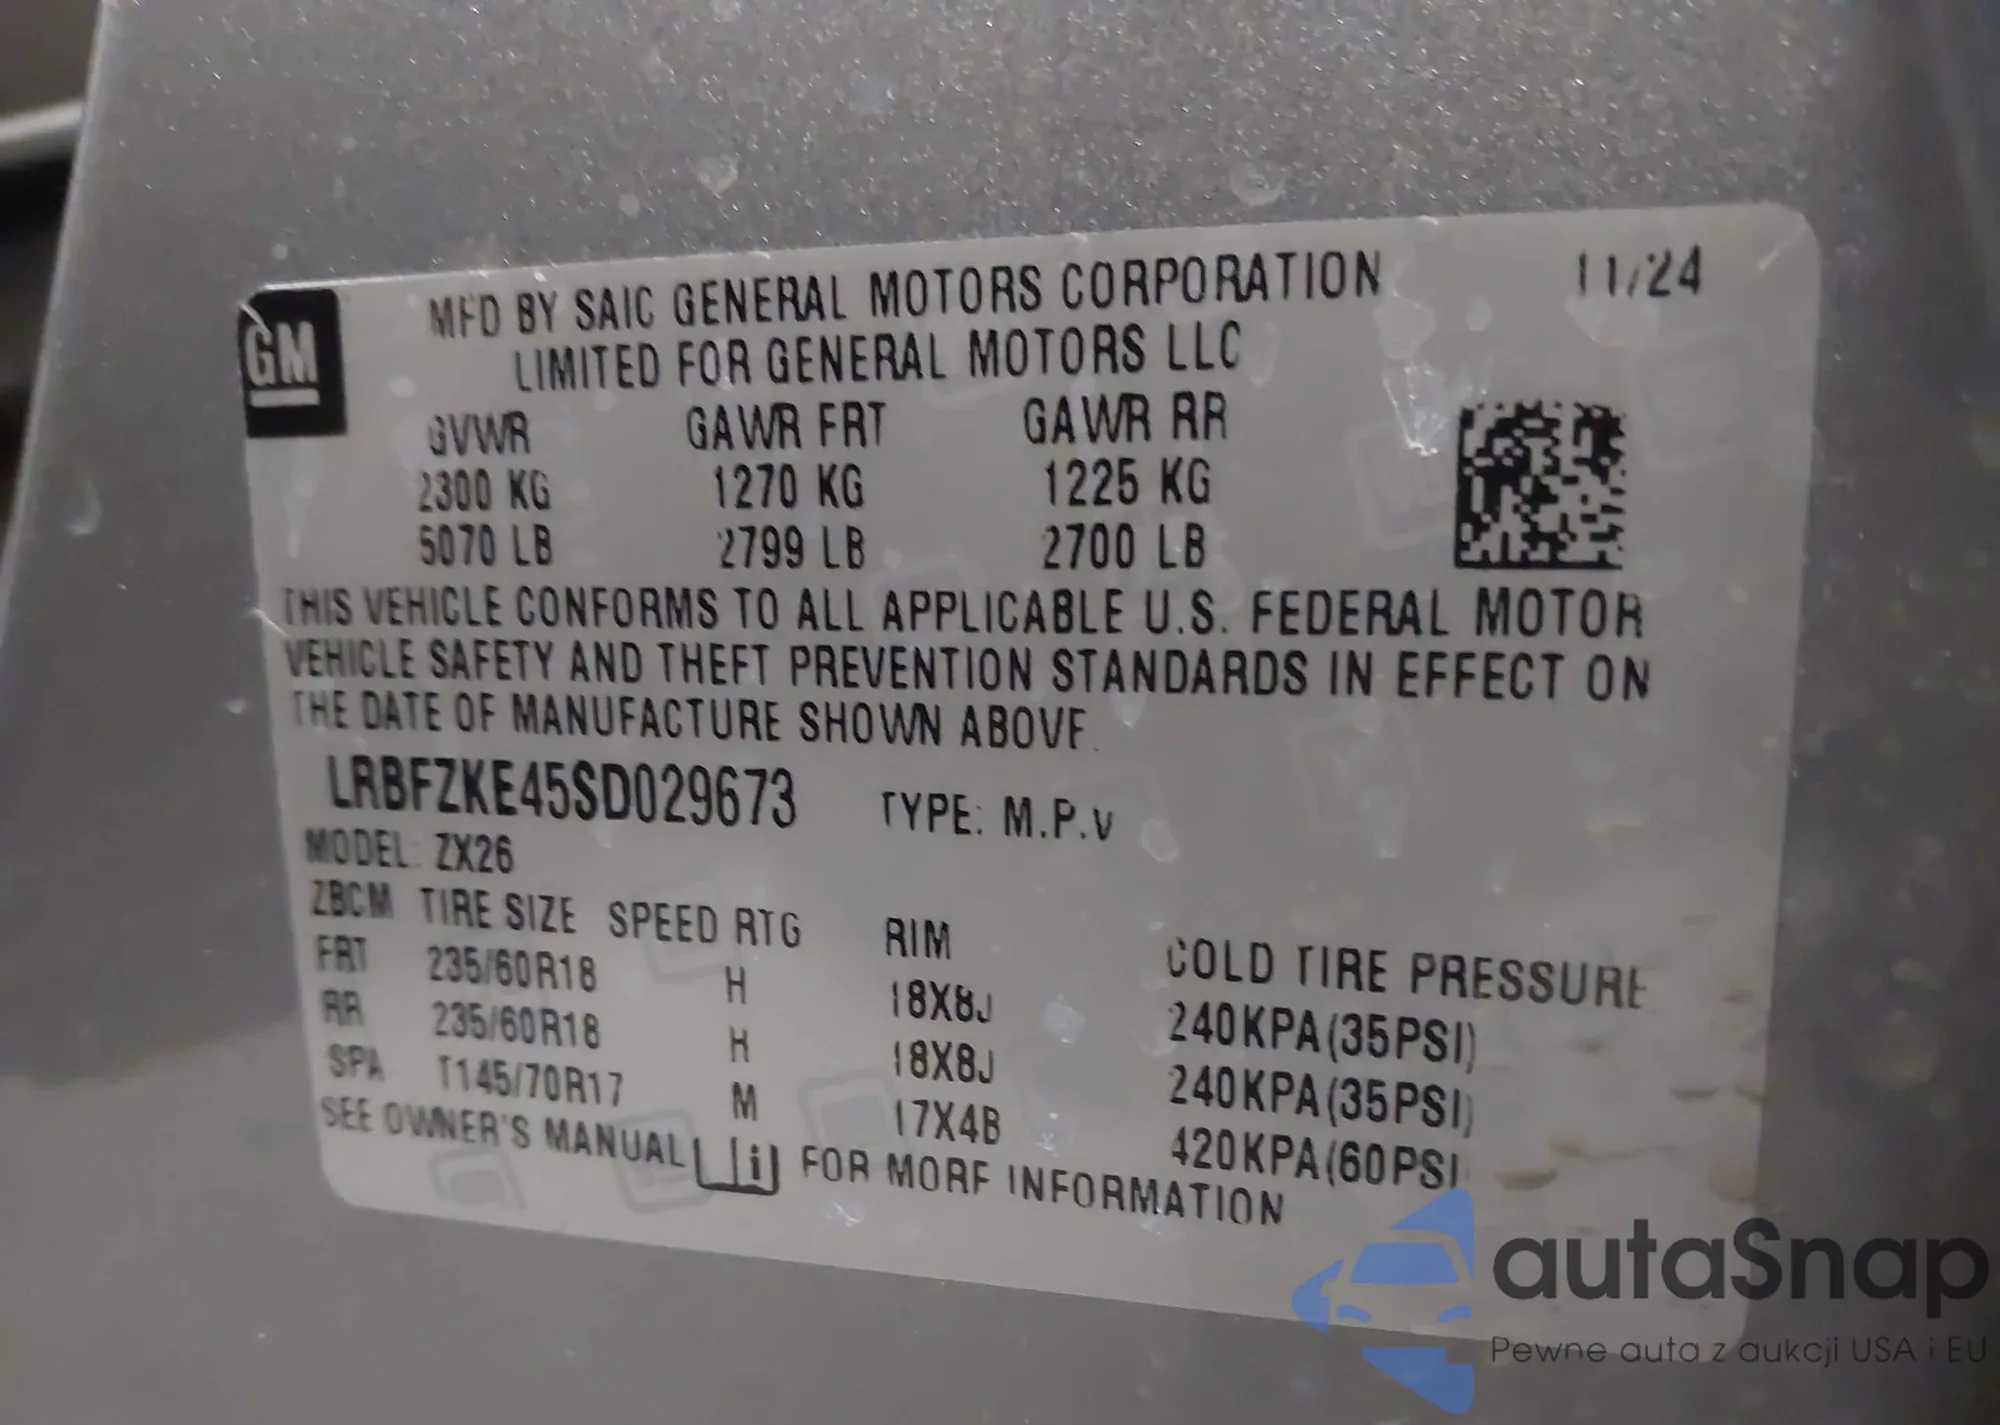 GM
MFD BY SAIC GENERAL MOTORS CORPORATION 11/24
LIMITED FOR GENERAL MOTORS LLC
GVWR GAWR FRT GAWR RR
2300 KG 1270 KG 1225 KG
5070 LB 2799 LB 2700 LB
THIS VEHICLE CONFORMS TO ALL APPLICABLE U.S. FEDERAL MOTOR
VEHICLE SAFETY AND THEFT PREVENTION STANDARDS IN EFFECT ON
THE DATE OF MANUFACTURE SHOWN ABOVE.
LRBFZKE45SD029673 TYPE: M.P.V
MODEL: ZX26
ZBCM TIRE SIZE SPEED RTG RIM COLD TIRE PRESSURE
FRT 235/60R18 H 18X8J 240KPA(35PSI)
RR 235/60R18 H 18X8J 240KPA(35PSI)
SPA T145/70R17 M 17X4B 420KPA(60PSI
SEE OWNER'S MANUAL i FOR MORE INFORMATION
autaSnap
Pewne auta z aukcji USA i EU